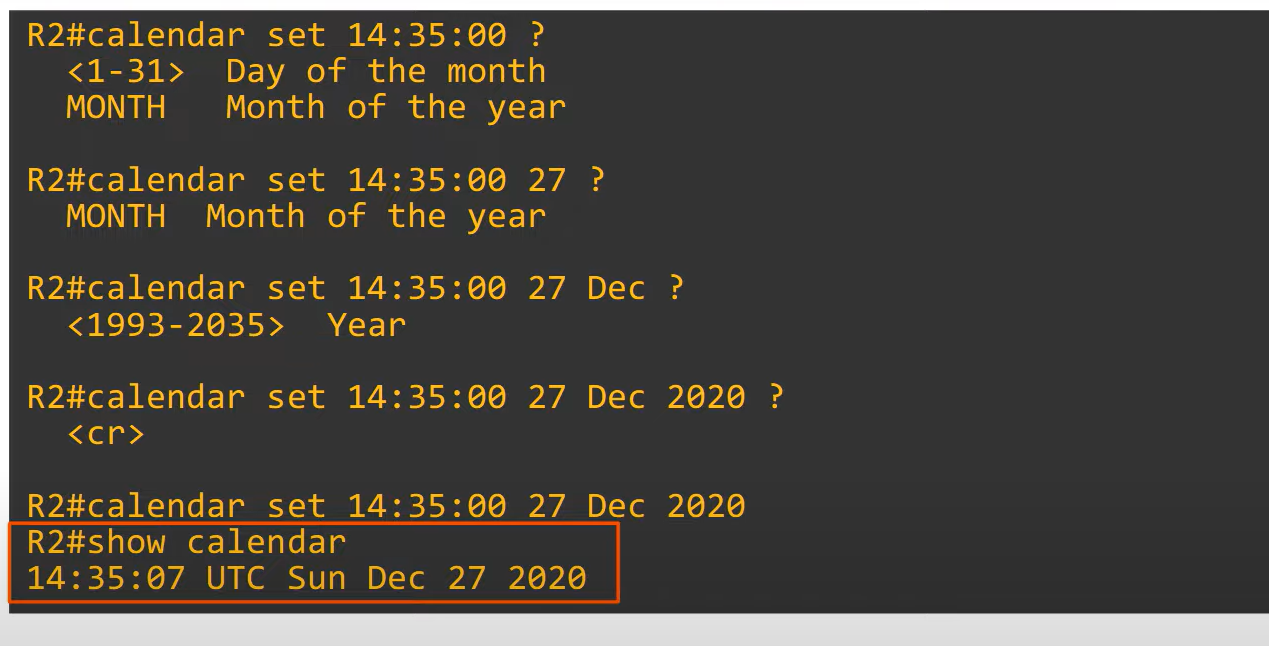 R2#calendar set 14:35:00 ?
<1-31> Day of the month
MONTH Month of the year
R2#calendar set 14:35:00 27 ?
MONTH Month of the year
R2#calendar set 14:35:00 27 Dec ?
<1993-2035> Year
R2#calendar set 14:35:00 27 Dec 2020 ?
<cr>
R2#calendar set 14:35:00 27 Dec 2020
R2#show calendar
14:35:07 UTC Sun Dec 27 2020